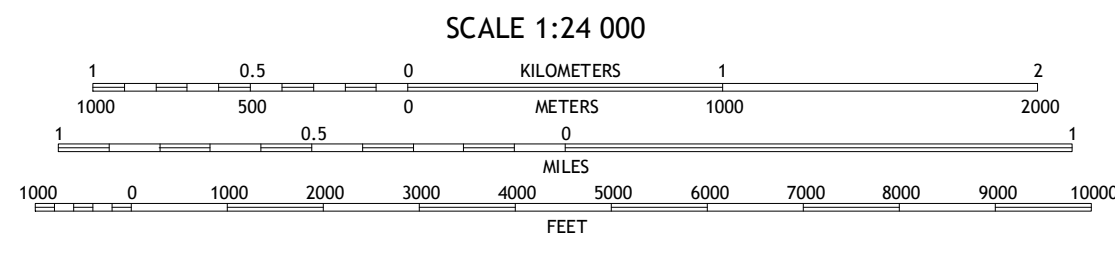 SCALE 1:24 000
1 0.5 0 KILOMETERS 1 2
1000 500 0 METERS 1000 2000
1 0.5 0 1
MILES
1000 0 1000 2000 3000 4000 5000 6000 7000 8000 9000 10000
FEET